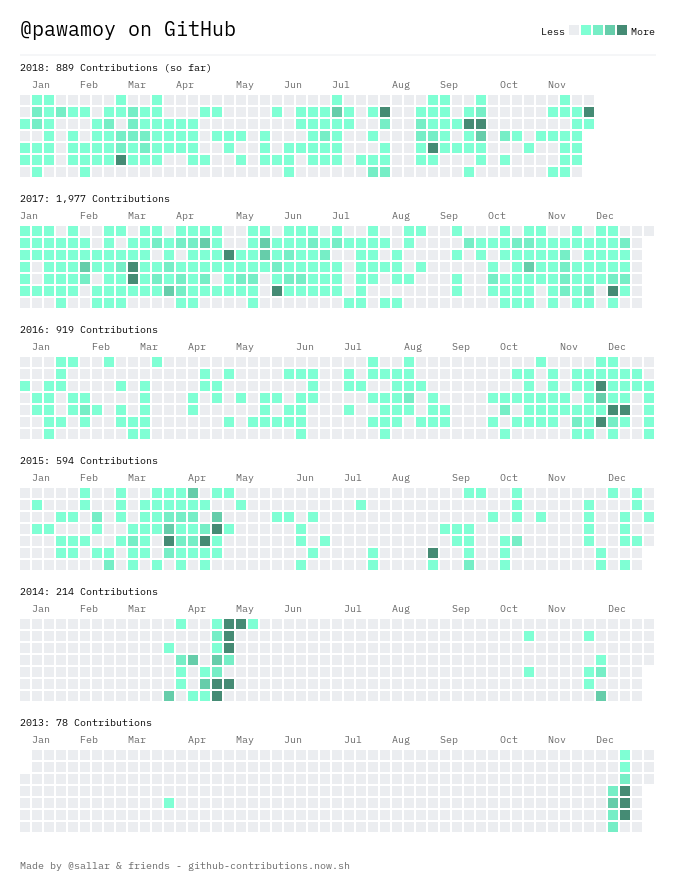 @pawamoy on GitHub
Less More
2018: 889 Contributions (so far)
Jan Feb Mar Apr May Jun Jul Aug Sep Oct Nov
2017: 1,977 Contributions
Jan Feb Mar Apr May Jun Jul Aug Sep Oct Nov Dec
2016: 919 Contributions
Jan Feb Mar Apr May Jun Jul Aug Sep Oct Nov Dec
2015: 594 Contributions
Jan Feb Mar Apr May Jun Jul Aug Sep Oct Nov Dec
2014: 214 Contributions
Jan Feb Mar Apr May Jun Jul Aug Sep Oct Nov Dec
2013: 78 Contributions
Jan Feb Mar Apr May Jun Jul Aug Sep Oct Nov Dec
Made by @sallar & friends - github-contributions.now.sh